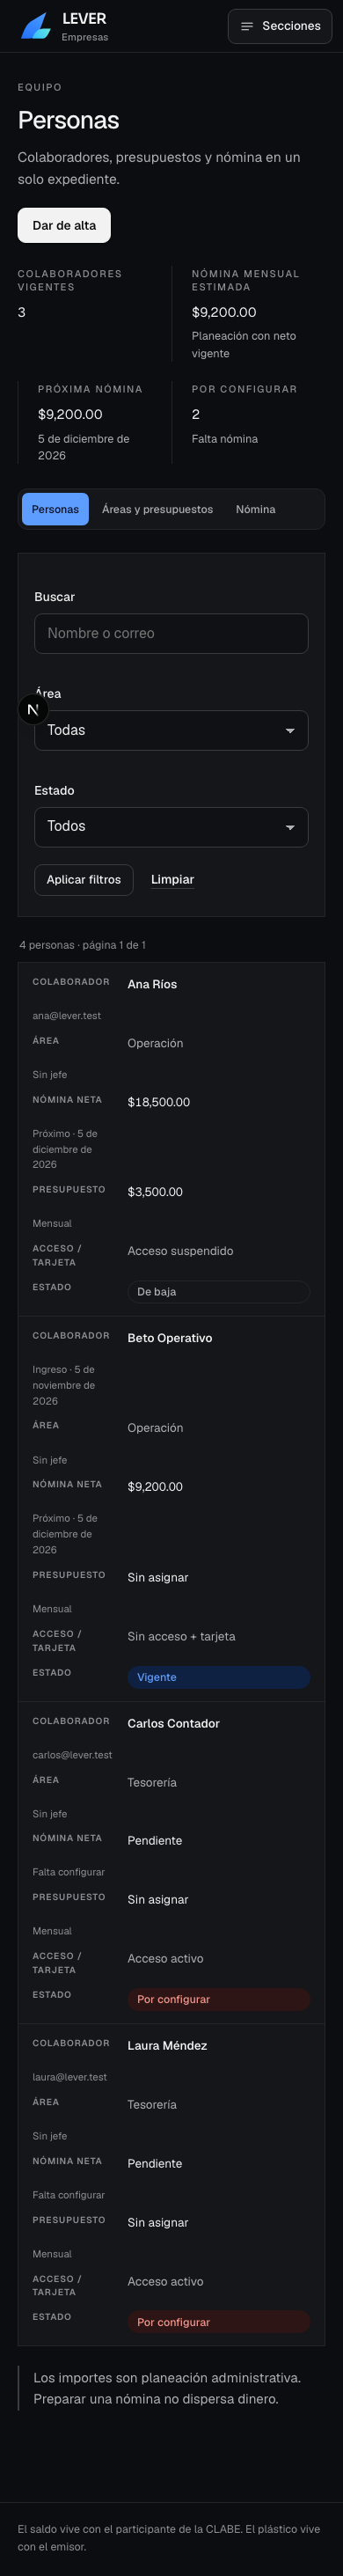 LEVER
Empresas
Secciones
EQUIPO
Personas
Colaboradores, presupuestos y nómina en un
solo expediente.
Dar de alta
COLABORADORES
VIGENTES
3
NÓMINA MENSUAL
ESTIMADA
$9,200.00
Planeación con neto
vigente
PRÓXIMA NÓMINA
$9,200.00
5 de diciembre de
2026
POR CONFIGURAR
2
Falta nómina
Personas
Áreas y presupuestos
Nómina
Buscar
Nombre o correo
Área
N
Todas
Estado
Todos
Aplicar filtros
Limpiar
4 personas · página 1 de 1
COLABORADOR
Ana Ríos
ana@lever.test
ÁREA
Operación
Sin jefe
NÓMINA NETA
$18,500.00
Próximo · 5 de
diciembre de
2026
PRESUPUESTO
$3,500.00
Mensual
ACCESO /
TARJETA
Acceso suspendido
ESTADO
De baja
COLABORADOR
Beto Operativo
Ingreso · 5 de
noviembre de
2026
ÁREA
Operación
Sin jefe
NÓMINA NETA
$9,200.00
Próximo · 5 de
diciembre de
2026
PRESUPUESTO
Sin asignar
Mensual
ACCESO /
TARJETA
Sin acceso + tarjeta
ESTADO
Vigente
COLABORADOR
Carlos Contador
carlos@lever.test
ÁREA
Tesorería
Sin jefe
NÓMINA NETA
Pendiente
Falta configurar
PRESUPUESTO
Sin asignar
Mensual
ACCESO /
TARJETA
Acceso activo
ESTADO
Por configurar
COLABORADOR
Laura Méndez
laura@lever.test
ÁREA
Tesorería
Sin jefe
NÓMINA NETA
Pendiente
Falta configurar
PRESUPUESTO
Sin asignar
Mensual
ACCESO /
TARJETA
Acceso activo
ESTADO
Por configurar
Los importes son planeación administrativa.
Preparar una nómina no dispersa dinero.
El saldo vive con el participante de la CLABE. El plástico vive
con el emisor.